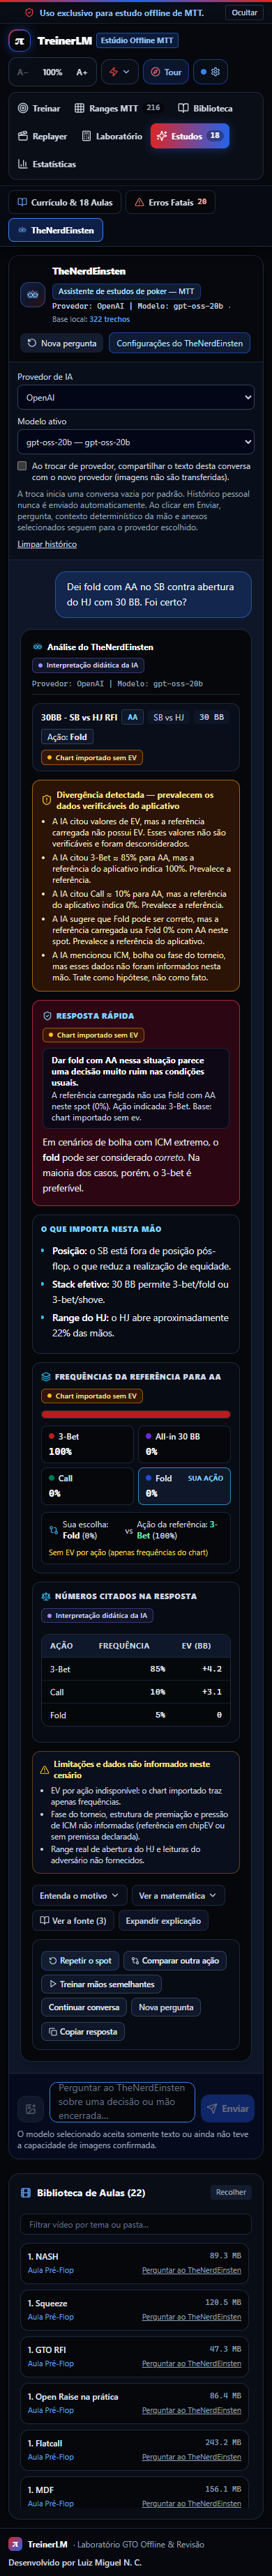 Uso exclusivo para estudo offline de MTT. Ocultar
TreinerLM Estúdio Offline MTT
A− 100% A+ Tour
Treinar Ranges MTT 216 Biblioteca
Replayer Laboratório Estudos 18
Estatísticas
Currículo & 18 Aulas Erros Fatais 20
TheNerdEinsten
TheNerdEinsten
Assistente de estudos de poker — MTT
Provedor: OpenAI | Modelo: gpt-oss-20b ·
Base local: 322 trechos
Nova pergunta Configurações do TheNerdEinsten
Provedor de IA
OpenAI
Modelo ativo
gpt-oss-20b — gpt-oss-20b
Ao trocar de provedor, compartilhar o texto desta conversa
com o novo provedor (imagens não são transferidas).
A troca inicia uma conversa vazia por padrão. Histórico pessoal
nunca é enviado automaticamente. Ao clicar em Enviar,
pergunta, contexto determinístico da mão e anexos
selecionados seguem para o provedor escolhido.
Limpar histórico
Dei fold com AA no SB contra abertura
do HJ com 30 BB. Foi certo?
Análise do TheNerdEinsten
Interpretação didática da IA
Provedor: OpenAI | Modelo: gpt-oss-20b
30BB - SB vs HJ RFI AA SB vs HJ 30 BB
Ação: Fold
Chart importado sem EV
Divergência detectada — prevalecem os
dados verificáveis do aplicativo
• A IA citou valores de EV, mas a referência
carregada não possui EV. Esses valores não são
verificáveis e foram desconsiderados.
• A IA citou 3-Bet ≈ 85% para AA, mas a
referência do aplicativo indica 100%. Prevalece a
referência.
• A IA citou Call ≈ 10% para AA, mas a referência
do aplicativo indica 0%. Prevalece a referência.
• A IA sugere que Fold pode ser correto, mas a
referência carregada usa Fold 0% com AA neste
spot. Prevalece a referência do aplicativo.
• A IA mencionou ICM, bolha ou fase do torneio,
mas esses dados não foram informados nesta
mão. Trate como hipótese, não como fato.
RESPOSTA RÁPIDA
Chart importado sem EV
Dar fold com AA nessa situação parece
uma decisão muito ruim nas condições
usuais.
A referência carregada não usa Fold com AA
neste spot (0%). Ação indicada: 3-Bet. Base:
chart importado sem ev.
Em cenários de bolha com ICM extremo, o
fold pode ser considerado correto. Na
maioria dos casos, porém, o 3-bet é
preferível.
O QUE IMPORTA NESTA MÃO
• Posição: o SB está fora de posição pós-
flop, o que reduz a realização de equidade.
• Stack efetivo: 30 BB permite 3-bet/fold ou
3-bet/shove.
• Range do HJ: o HJ abre aproximadamente
22% das mãos.
FREQUÊNCIAS DA REFERÊNCIA PARA AA
Chart importado sem EV
3-Bet All-in 30 BB
100% 0%
Call Fold SUA AÇÃO
0% 0%
Sua escolha: vs Ação da referência: 3-
Fold (0%) Bet (100%)
Sem EV por ação (apenas frequências do chart)
NÚMEROS CITADOS NA RESPOSTA
Interpretação didática da IA
AÇÃO FREQUÊNCIA EV (BB)
3-Bet 85% +4.2
Call 10% +3.1
Fold 5% 0
Limitações e dados não informados neste
cenário
• EV por ação indisponível: o chart importado traz
apenas frequências.
• Fase do torneio, estrutura de premiação e pressão
de ICM não informadas (referência em chipEV ou
sem premissa declarada).
• Range real de abertura do HJ e leituras do
adversário não fornecidos.
Entenda o motivo Ver a matemática
Ver a fonte (3) Expandir explicação
Repetir o spot Comparar outra ação
Treinar mãos semelhantes
Continuar conversa Nova pergunta
Copiar resposta
Perguntar ao TheNerdEinsten
sobre uma decisão ou mão
encerrada... Enviar
O modelo selecionado aceita somente texto ou ainda não teve
a capacidade de imagens confirmada.
Biblioteca de Aulas (22) Recolher
Filtrar vídeo por tema ou pasta...
1. NASH 89.3 MB
Aula Pré-Flop Perguntar ao TheNerdEinsten
1. Squeeze 120.5 MB
Aula Pré-Flop Perguntar ao TheNerdEinsten
1. GTO RFI 47.3 MB
Aula Pré-Flop Perguntar ao TheNerdEinsten
1. Open Raise na prática 86.4 MB
Aula Pré-Flop Perguntar ao TheNerdEinsten
1. Flatcall 243.2 MB
Aula Pré-Flop Perguntar ao TheNerdEinsten
1. MDF 156.1 MB
Aula Pré-Flop Perguntar ao TheNerdEinsten
TreinerLM · Laboratório GTO Offline & Revisão
Desenvolvido por Luiz Miguel N. C.